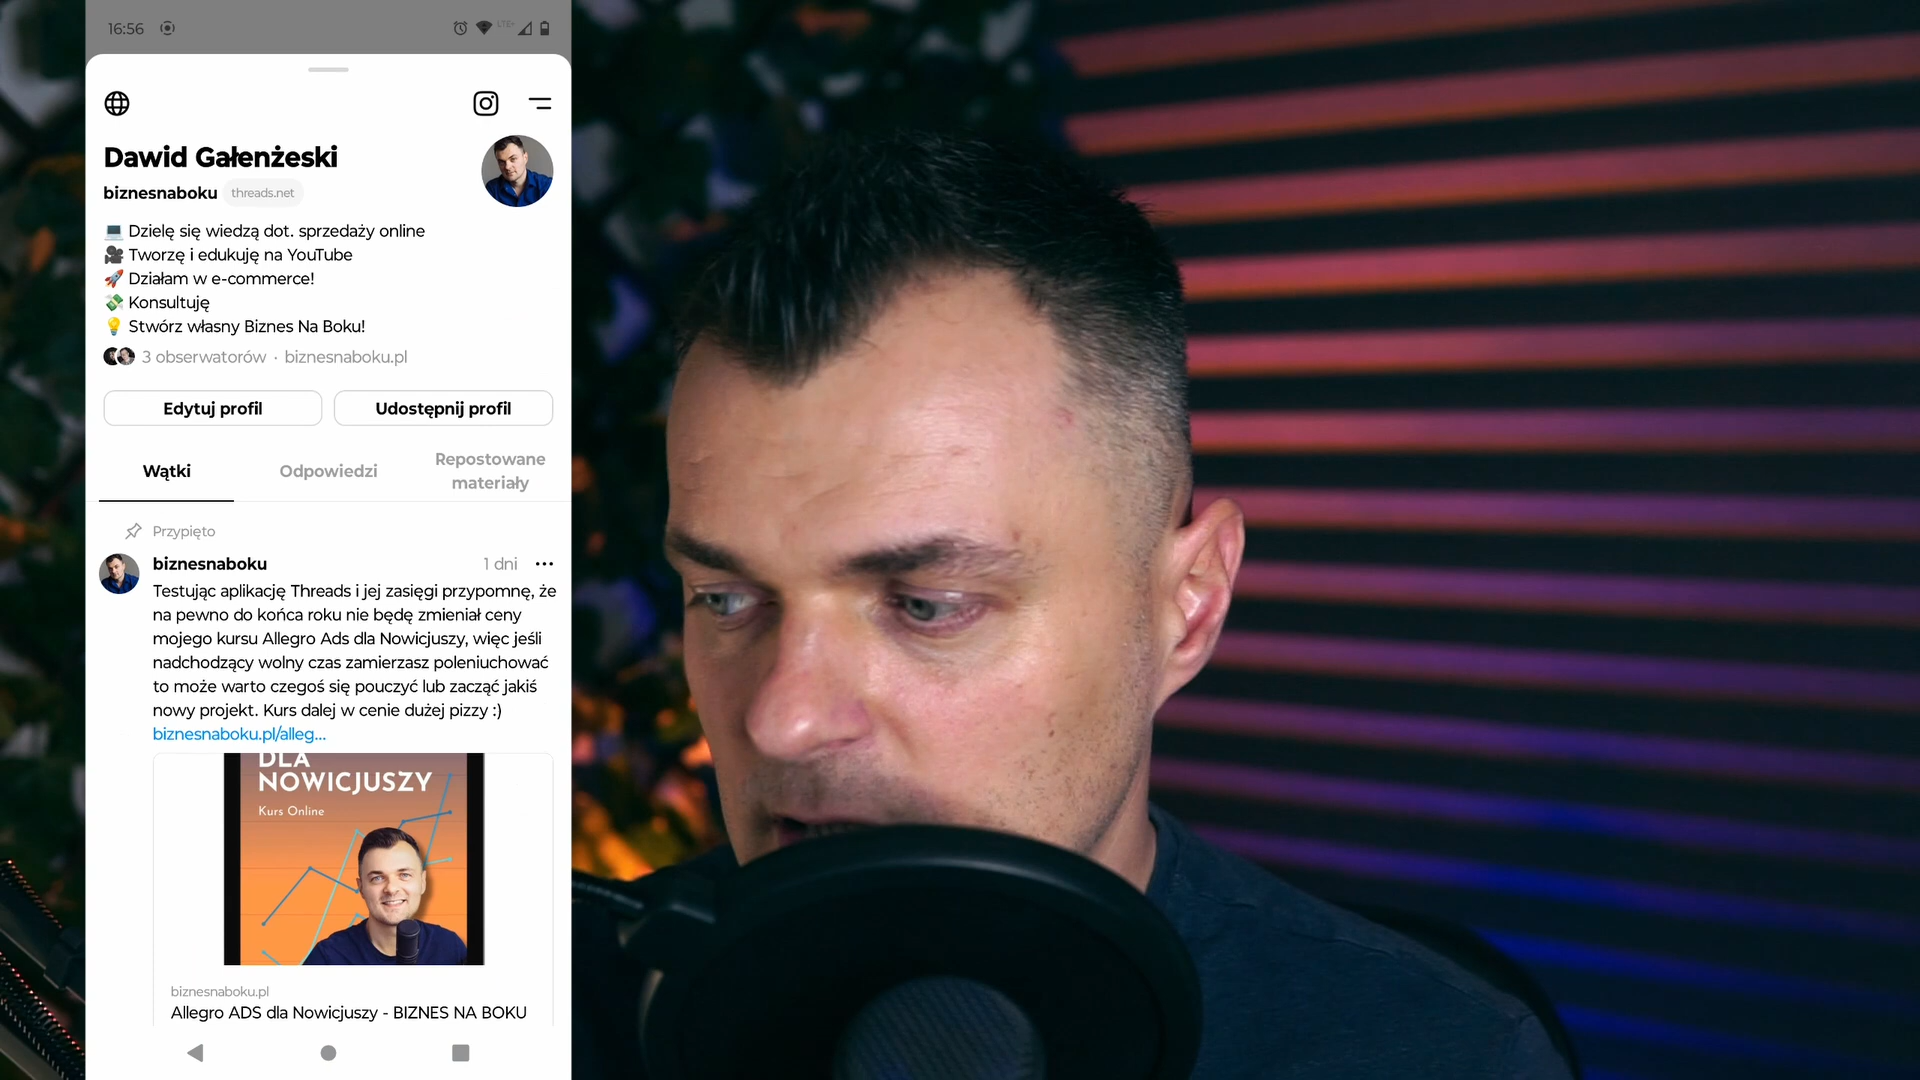 16:56
LTE+
Dawid Gałenżeski
biznesnaboku threads.net
Dzielę się wiedzą dot. sprzedaży online
Tworzę i edukuję na YouTube
Działam w e-commerce!
Konsultuję
Stwórz własny Biznes Na Boku!
3 obserwatorów · biznesnaboku.pl
Edytuj profil
Udostępnij profil
Wątki
Odpowiedzi
Repostowane
materiały
Przypięto
biznesnaboku
1 dni
Testując aplikację Threads i jej zasięgi przypomnę, że
na pewno do końca roku nie będę zmieniał ceny
mojego kursu Allegro Ads dla Nowicjuszy, więc jeśli
nadchodzący wolny czas zamierzasz poleniuchować
to może warto czegoś się pouczyć lub zacząć jakiś
nowy projekt. Kurs dalej w cenie dużej pizzy :)
biznesnaboku.pl/alleg...
DLA
NOWICJUSZY
Kurs Online
biznesnaboku.pl
Allegro ADS dla Nowicjuszy - BIZNES NA BOKU